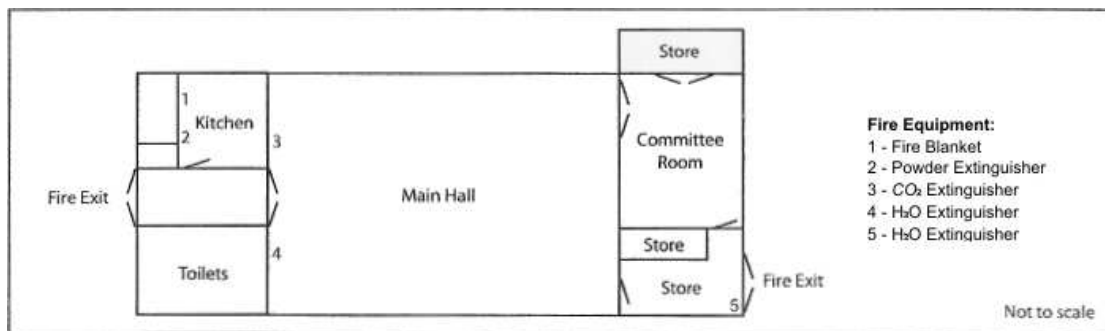 Store
1
Kitchen
2
3
Committee
Room
Fire Exit
Main Hall
4
Toilets
Store
Store
5
Fire Exit
Fire Equipment:
1 - Fire Blanket
2 - Powder Extinguisher
3 - CO₂ Extinguisher
4 - H₂O Extinguisher
5 - H₂O Extinguisher
Not to scale